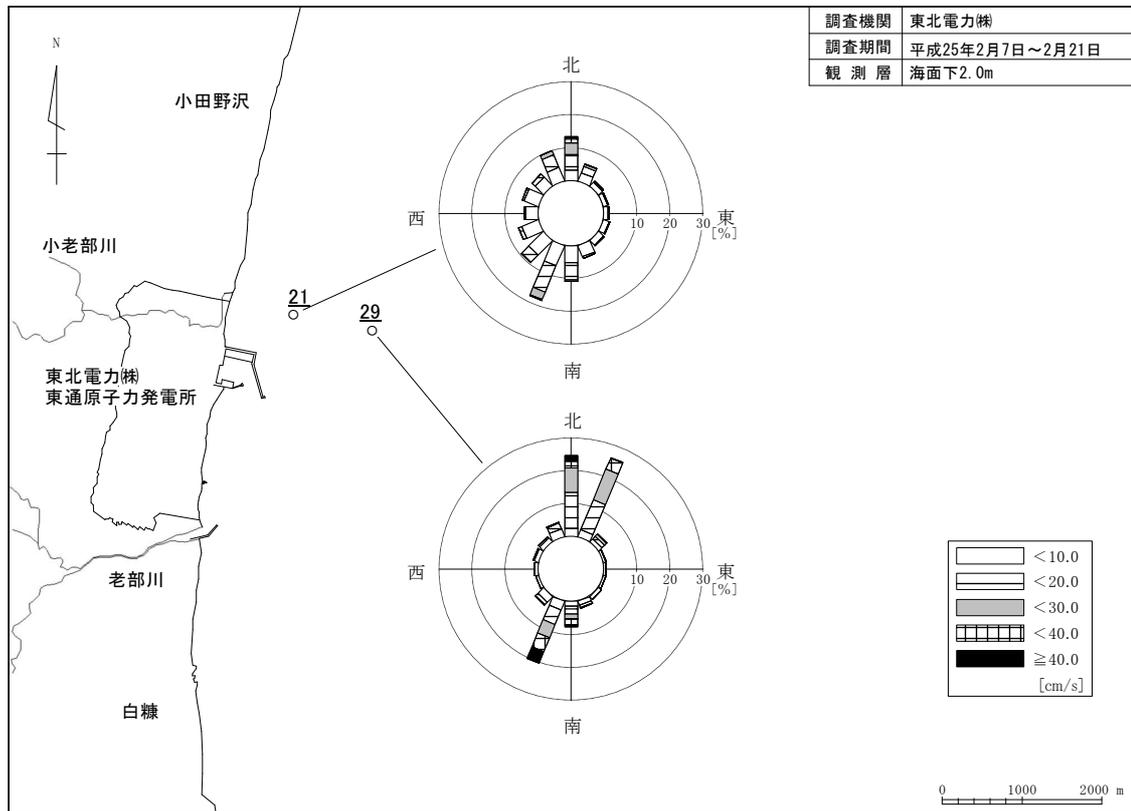 調査機関 東北電力㈱
調査期間 平成25年2月7日～2月21日
観測層 海面下2.0m
N
小田野沢
小老部川
東北電力㈱
東通原子力発電所
老部川
白糠
21
29
北
西
東
10 20 30
[%]
南
北
西
東
10 20 30
[%]
南
＜10.0
＜20.0
＜30.0
＜40.0
≧40.0
[cm/s]
0 1000 2000 m